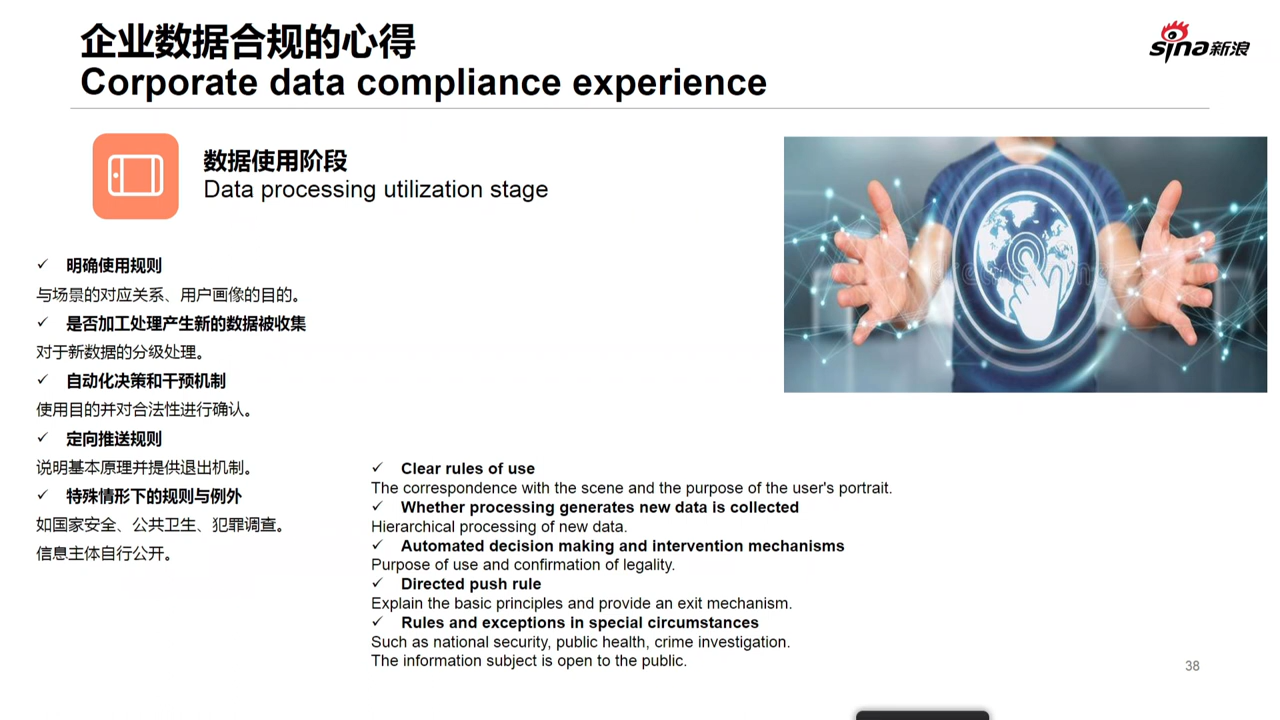 企业数据合规的心得
Corporate data compliance experience
sina新浪
数据使用阶段
Data processing utilization stage
✓ 明确使用规则
与场景的对应关系、用户画像的目的。
✓ 是否加工处理产生新的数据被收集
对于新数据的分级处理。
✓ 自动化决策和干预机制
使用目的并对合法性进行确认。
✓ 定向推送规则
说明基本原理并提供退出机制。
✓ 特殊情形下的规则与例外
如国家安全、公共卫生、犯罪调查。
信息主体自行公开。
✓ Clear rules of use
The correspondence with the scene and the purpose of the user's portrait.
✓ Whether processing generates new data is collected
Hierarchical processing of new data.
✓ Automated decision making and intervention mechanisms
Purpose of use and confirmation of legality.
✓ Directed push rule
Explain the basic principles and provide an exit mechanism.
✓ Rules and exceptions in special circumstances
Such as national security, public health, crime investigation.
The information subject is open to the public.
38